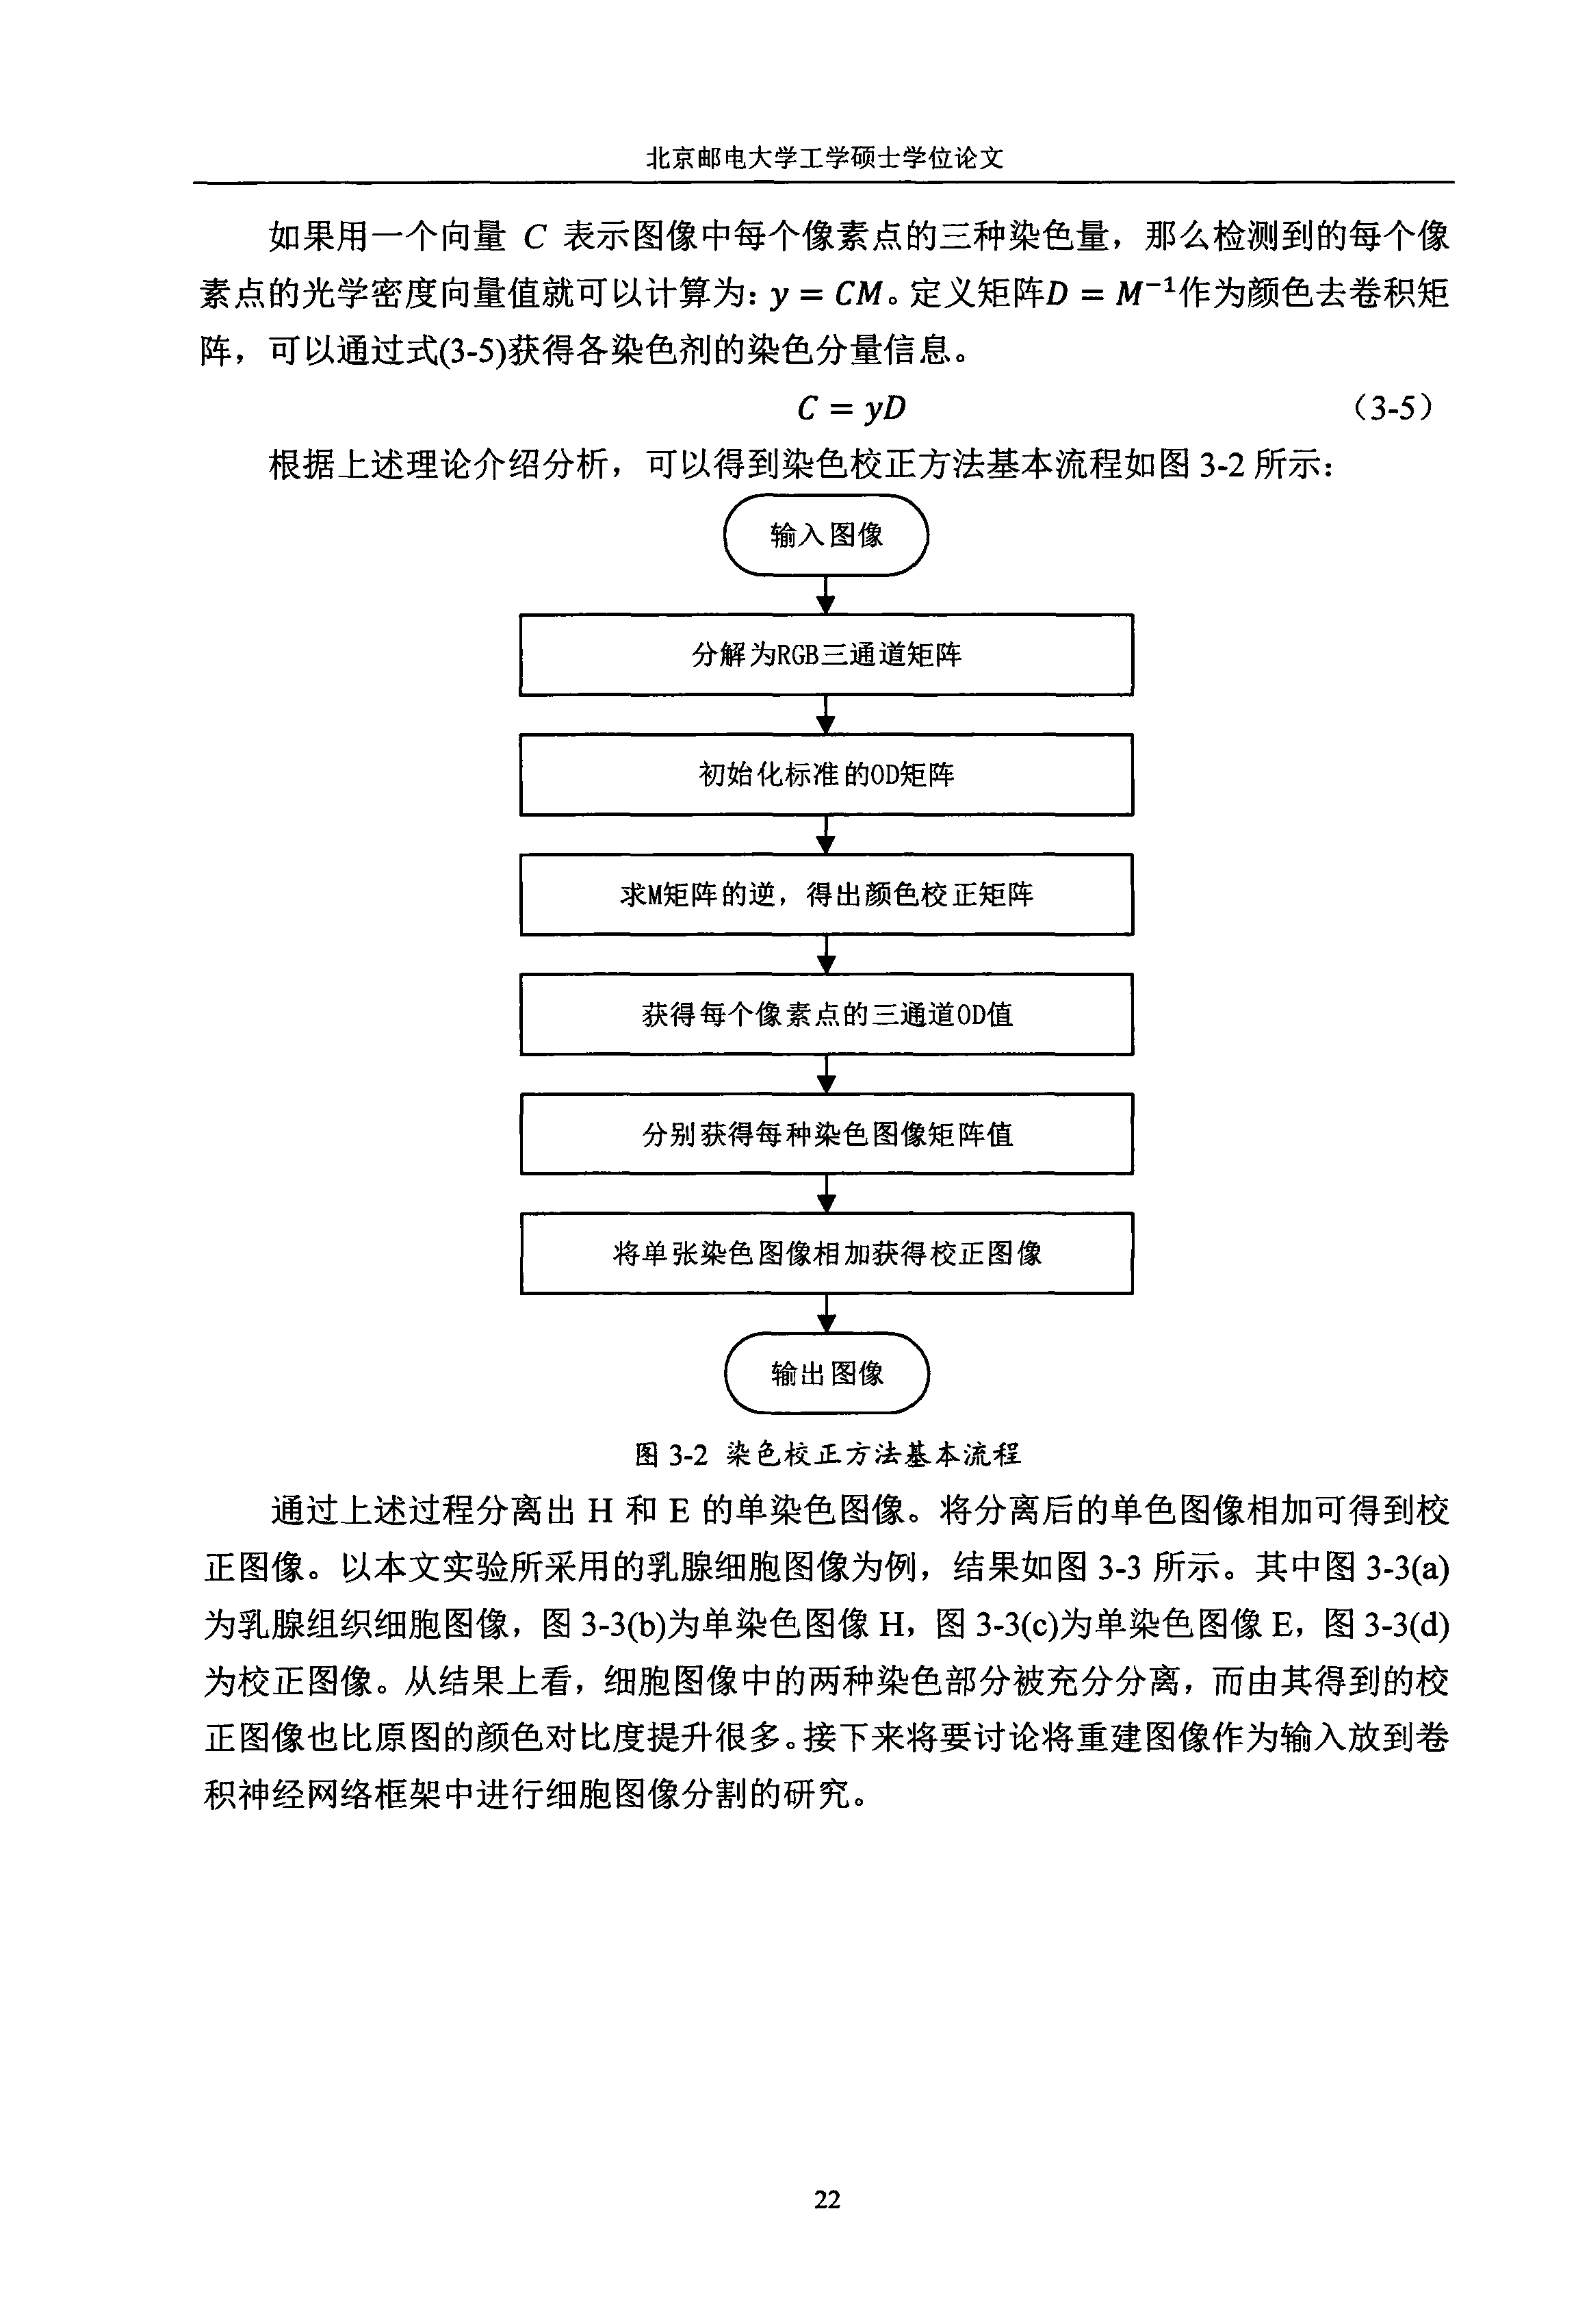 北京邮电大学工学硕士学位论文
如果用一个向量 C 表示图像中每个像素点的三种染色量，那么检测到的每个像
素点的光学密度向量值就可以计算为：y = CM。定义矩阵D = M⁻¹作为颜色去卷积矩
阵，可以通过式(3-5)获得各染色剂的染色分量信息。
C = yD （3-5）
根据上述理论介绍分析，可以得到染色校正方法基本流程如图 3-2 所示：
输入图像
分解为RGB三通道矩阵
初始化标准的OD矩阵
求M矩阵的逆，得出颜色校正矩阵
获得每个像素点的三通道OD值
分别获得每种染色图像矩阵值
将单张染色图像相加获得校正图像
输出图像
图 3-2 染色校正方法基本流程
通过上述过程分离出 H 和 E 的单染色图像。将分离后的单色图像相加可得到校
正图像。以本文实验所采用的乳腺细胞图像为例，结果如图 3-3 所示。其中图 3-3(a)
为乳腺组织细胞图像，图 3-3(b)为单染色图像 H，图 3-3(c)为单染色图像 E，图 3-3(d)
为校正图像。从结果上看，细胞图像中的两种染色部分被充分分离，而由其得到的校
正图像也比原图的颜色对比度提升很多。接下来将要讨论将重建图像作为输入放到卷
积神经网络框架中进行细胞图像分割的研究。
22